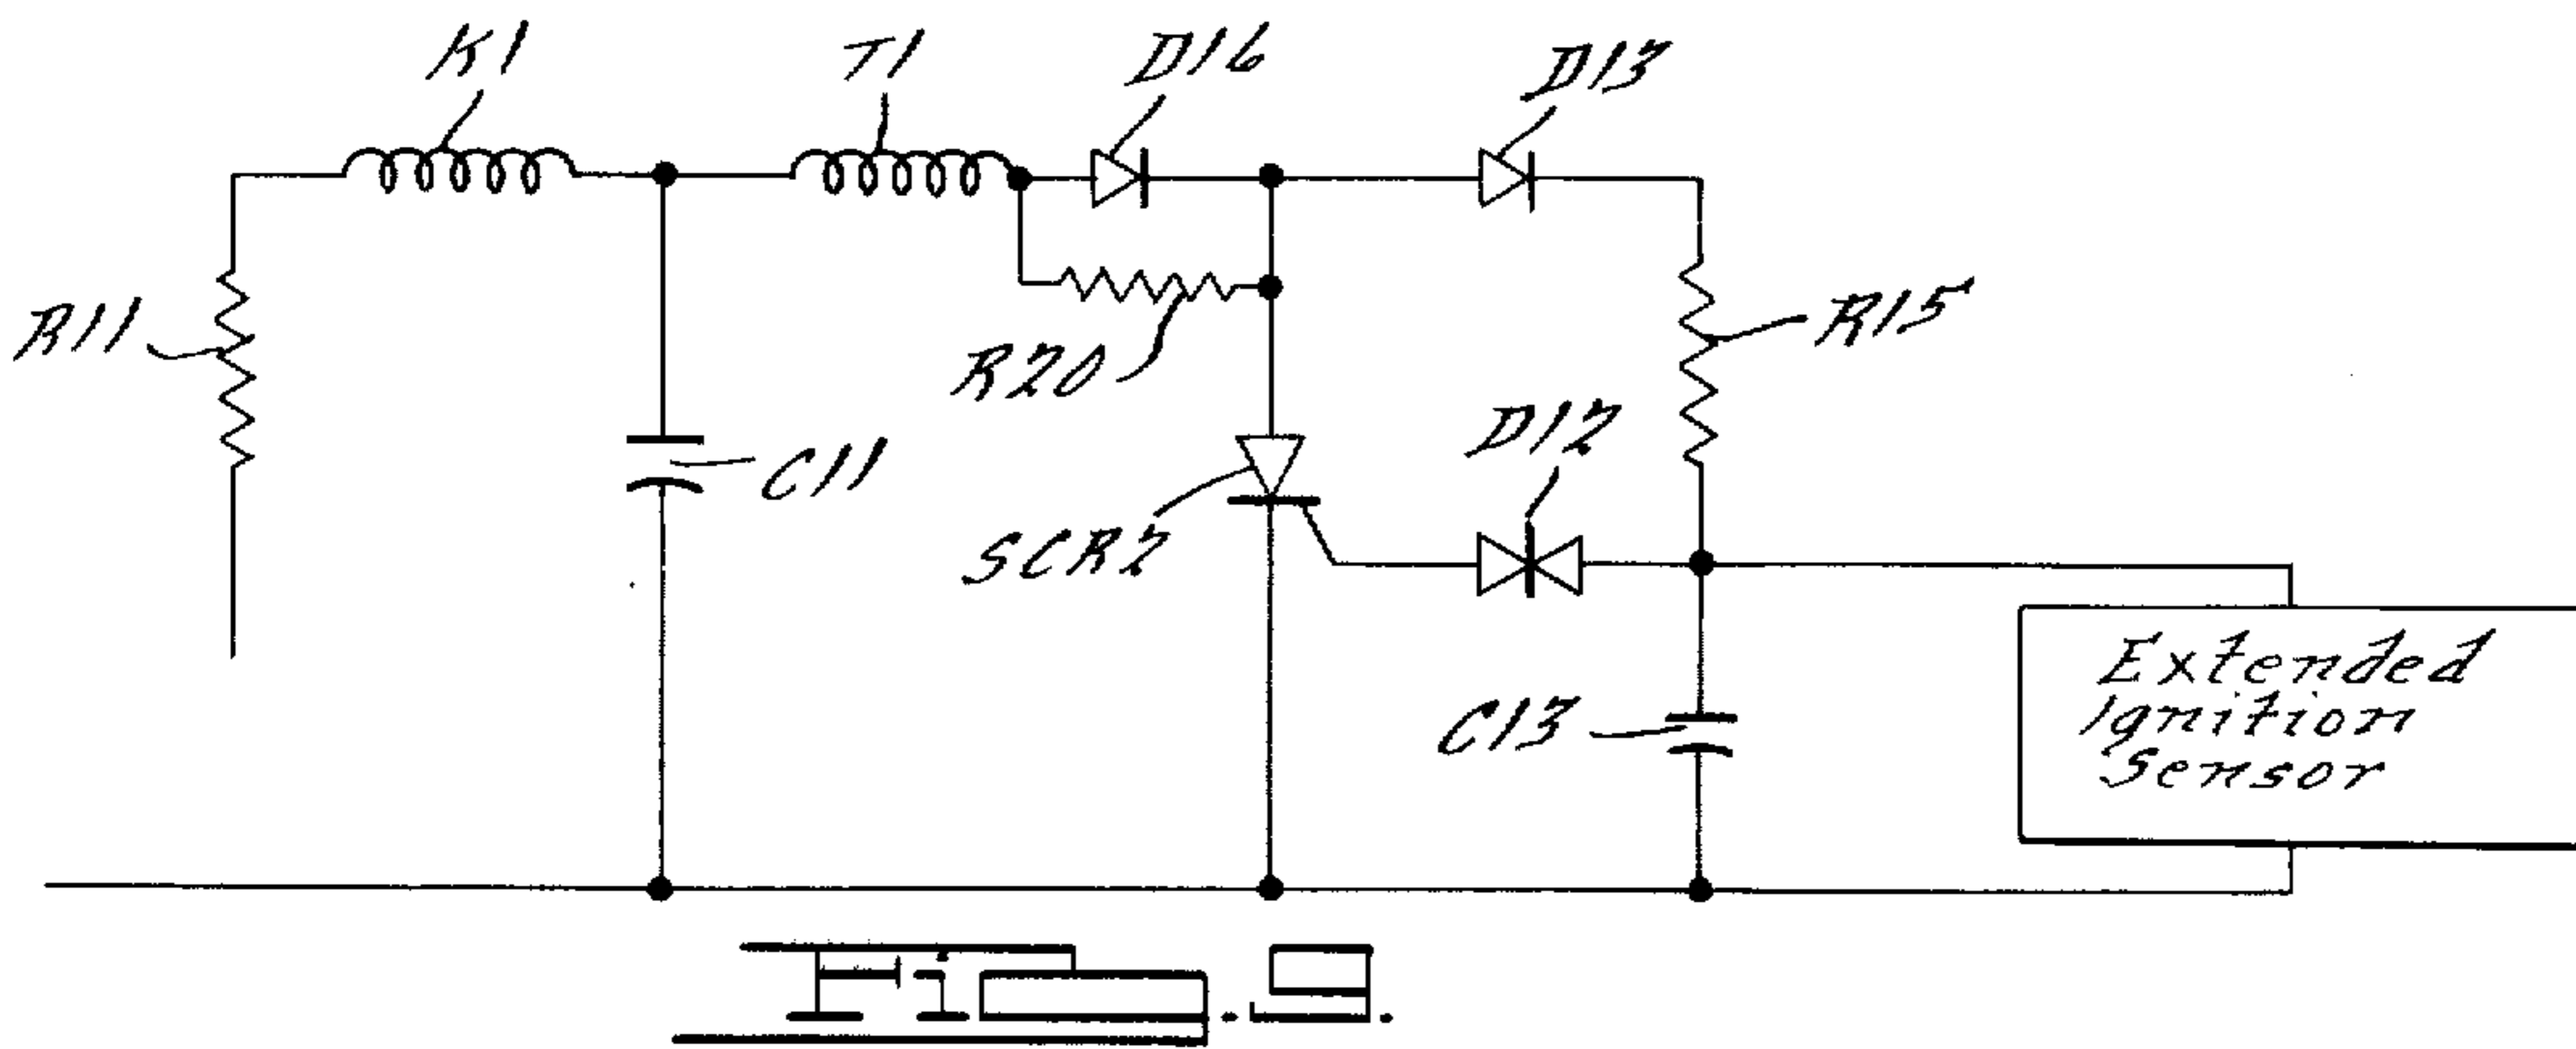 K1
T1
D16
D13
R11
R20
R15
C11
D12
SCR2
C13
Extended
Ignition
Sensor
Fig. 9.